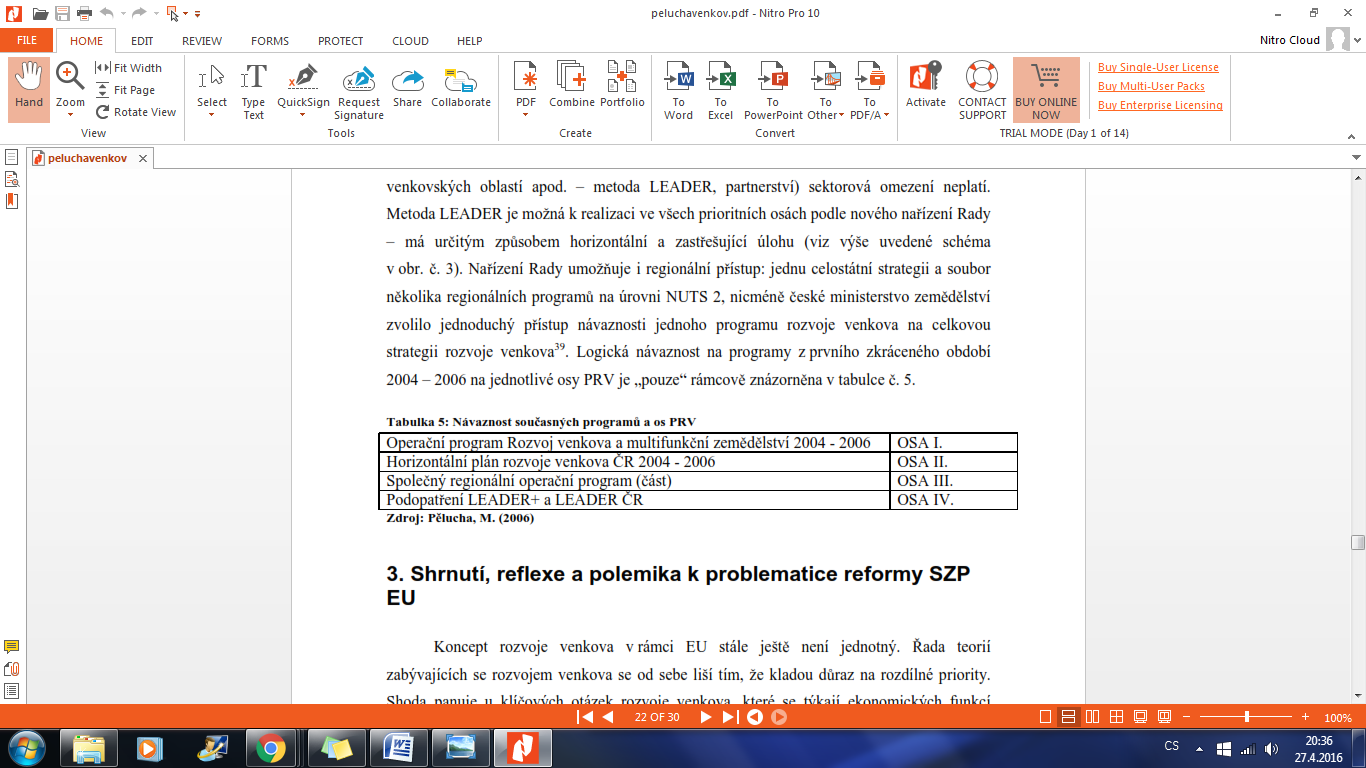 peluchavenkov.pdf - Nitro Pro 10
FILE HOME EDIT REVIEW FORMS PROTECT CLOUD HELP
Nitro Cloud
Hand
Zoom
Fit Width
Fit Page
Rotate View
View
Select
Type Text
QuickSign
Request Signature
Share
Collaborate
Tools
PDF
Combine
Portfolio
Create
To Word
To Excel
To PowerPoint
To Other
To PDF/A
Convert
Activate
CONTACT SUPPORT
BUY ONLINE NOW
Buy Single-User License
Buy Multi-User Packs
Buy Enterprise Licensing
TRIAL MODE (Day 1 of 14)
peluchavenkov
venkovských oblastí apod. – metoda LEADER, partnerství) sektorová omezení neplatí.
Metoda LEADER je možná k realizaci ve všech prioritních osách podle nového nařízení Rady
– má určitým způsobem horizontální a zastřešující úlohu (viz výše uvedené schéma
v obr. č. 3). Nařízení Rady umožňuje i regionální přístup: jednu celostátní strategii a soubor
několika regionálních programů na úrovni NUTS 2, nicméně české ministerstvo zemědělství
zvolilo jednoduchý přístup návaznosti jednoho programu rozvoje venkova na celkovou
strategii rozvoje venkova39. Logická návaznost na programy z prvního zkráceného období
2004 – 2006 na jednotlivé osy PRV je „pouze“ rámcově znázorněna v tabulce č. 5.
Tabulka 5: Návaznost současných programů a os PRV
Operační program Rozvoj venkova a multifunkční zemědělství 2004 - 2006 OSA I.
Horizontální plán rozvoje venkova ČR 2004 - 2006 OSA II.
Společný regionální operační program (část) OSA III.
Podopatření LEADER+ a LEADER ČR OSA IV.
Zdroj: Pělucha, M. (2006)
3. Shrnutí, reflexe a polemika k problematice reformy SZP
EU
Koncept rozvoje venkova v rámci EU stále ještě není jednotný. Řada teorií
zabývajících se rozvojem venkova se od sebe liší tím, že kladou důraz na rozdílné priority.
Shoda panuje u klíčových otázek rozvoje venkova, které se týkají ekonomických funkcí
22 OF 30
100%
CS
20:36
27.4.2016